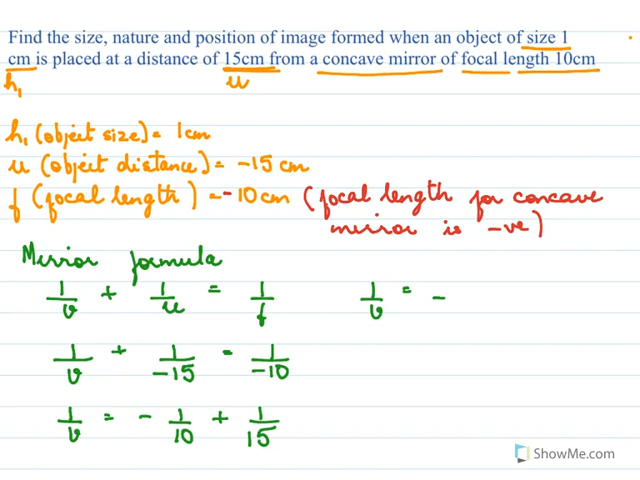 Find the size, nature and position of image formed when an object of size 1
cm is placed at a distance of 15cm from a concave mirror of focal length 10cm
h₁ u
h₁ (object size) = 1cm
u (object distance) = -15 cm
f (focal length) = -10 cm (focal length for concave
mirror is -ve)
Mirror formula
1/v + 1/u = 1/f 1/v = -
1/v + 1/-15 = 1/-10
1/v = - 1/10 + 1/15
ShowMe.com